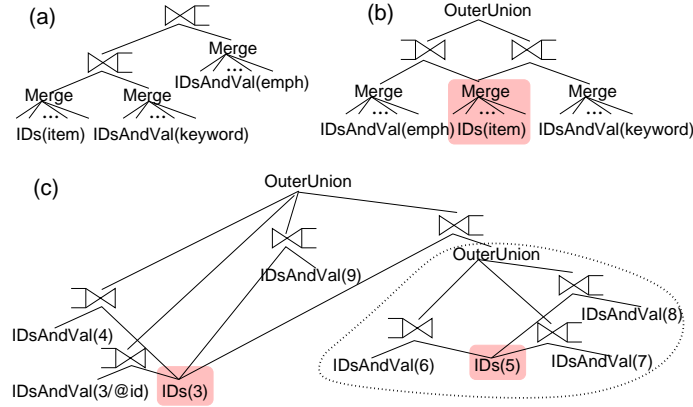 (a)
Merge
...
IDsAndVal(emph)
Merge
...
IDs(item)
Merge
...
IDsAndVal(keyword)
(b)
OuterUnion
Merge
...
IDsAndVal(emph)
Merge
...
IDs(item)
Merge
...
IDsAndVal(keyword)
(c)
OuterUnion
IDsAndVal(9)
OuterUnion
IDsAndVal(4)
IDsAndVal(8)
IDsAndVal(3/@id)
IDs(3)
IDsAndVal(6)
IDs(5)
IDsAndVal(7)